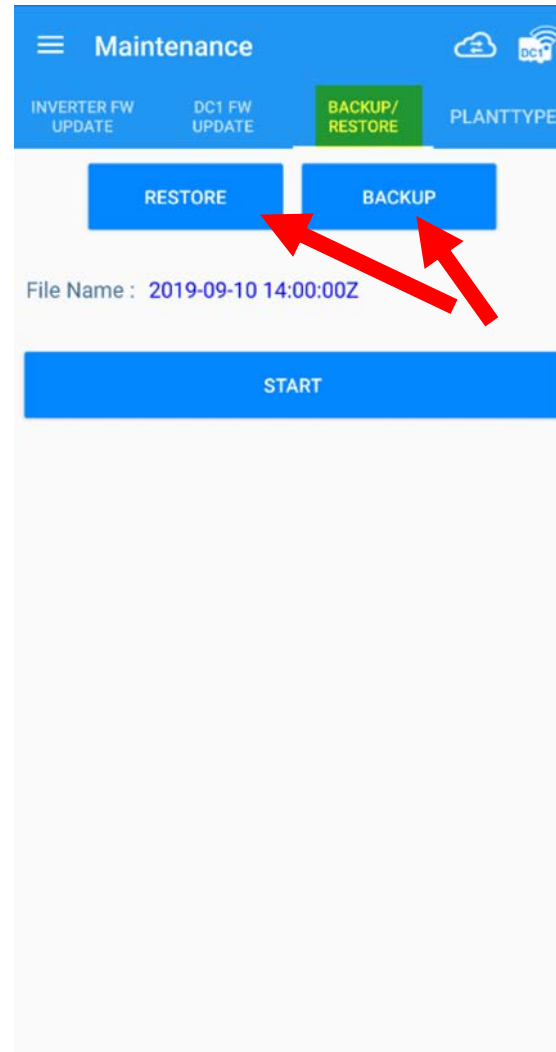 Maintenance
DC1
INVERTER FW
UPDATE
DC1 FW
UPDATE
BACKUP/
RESTORE
PLANTTYPE
RESTORE
BACKUP
File Name : 2019-09-10 14:00:00Z
START